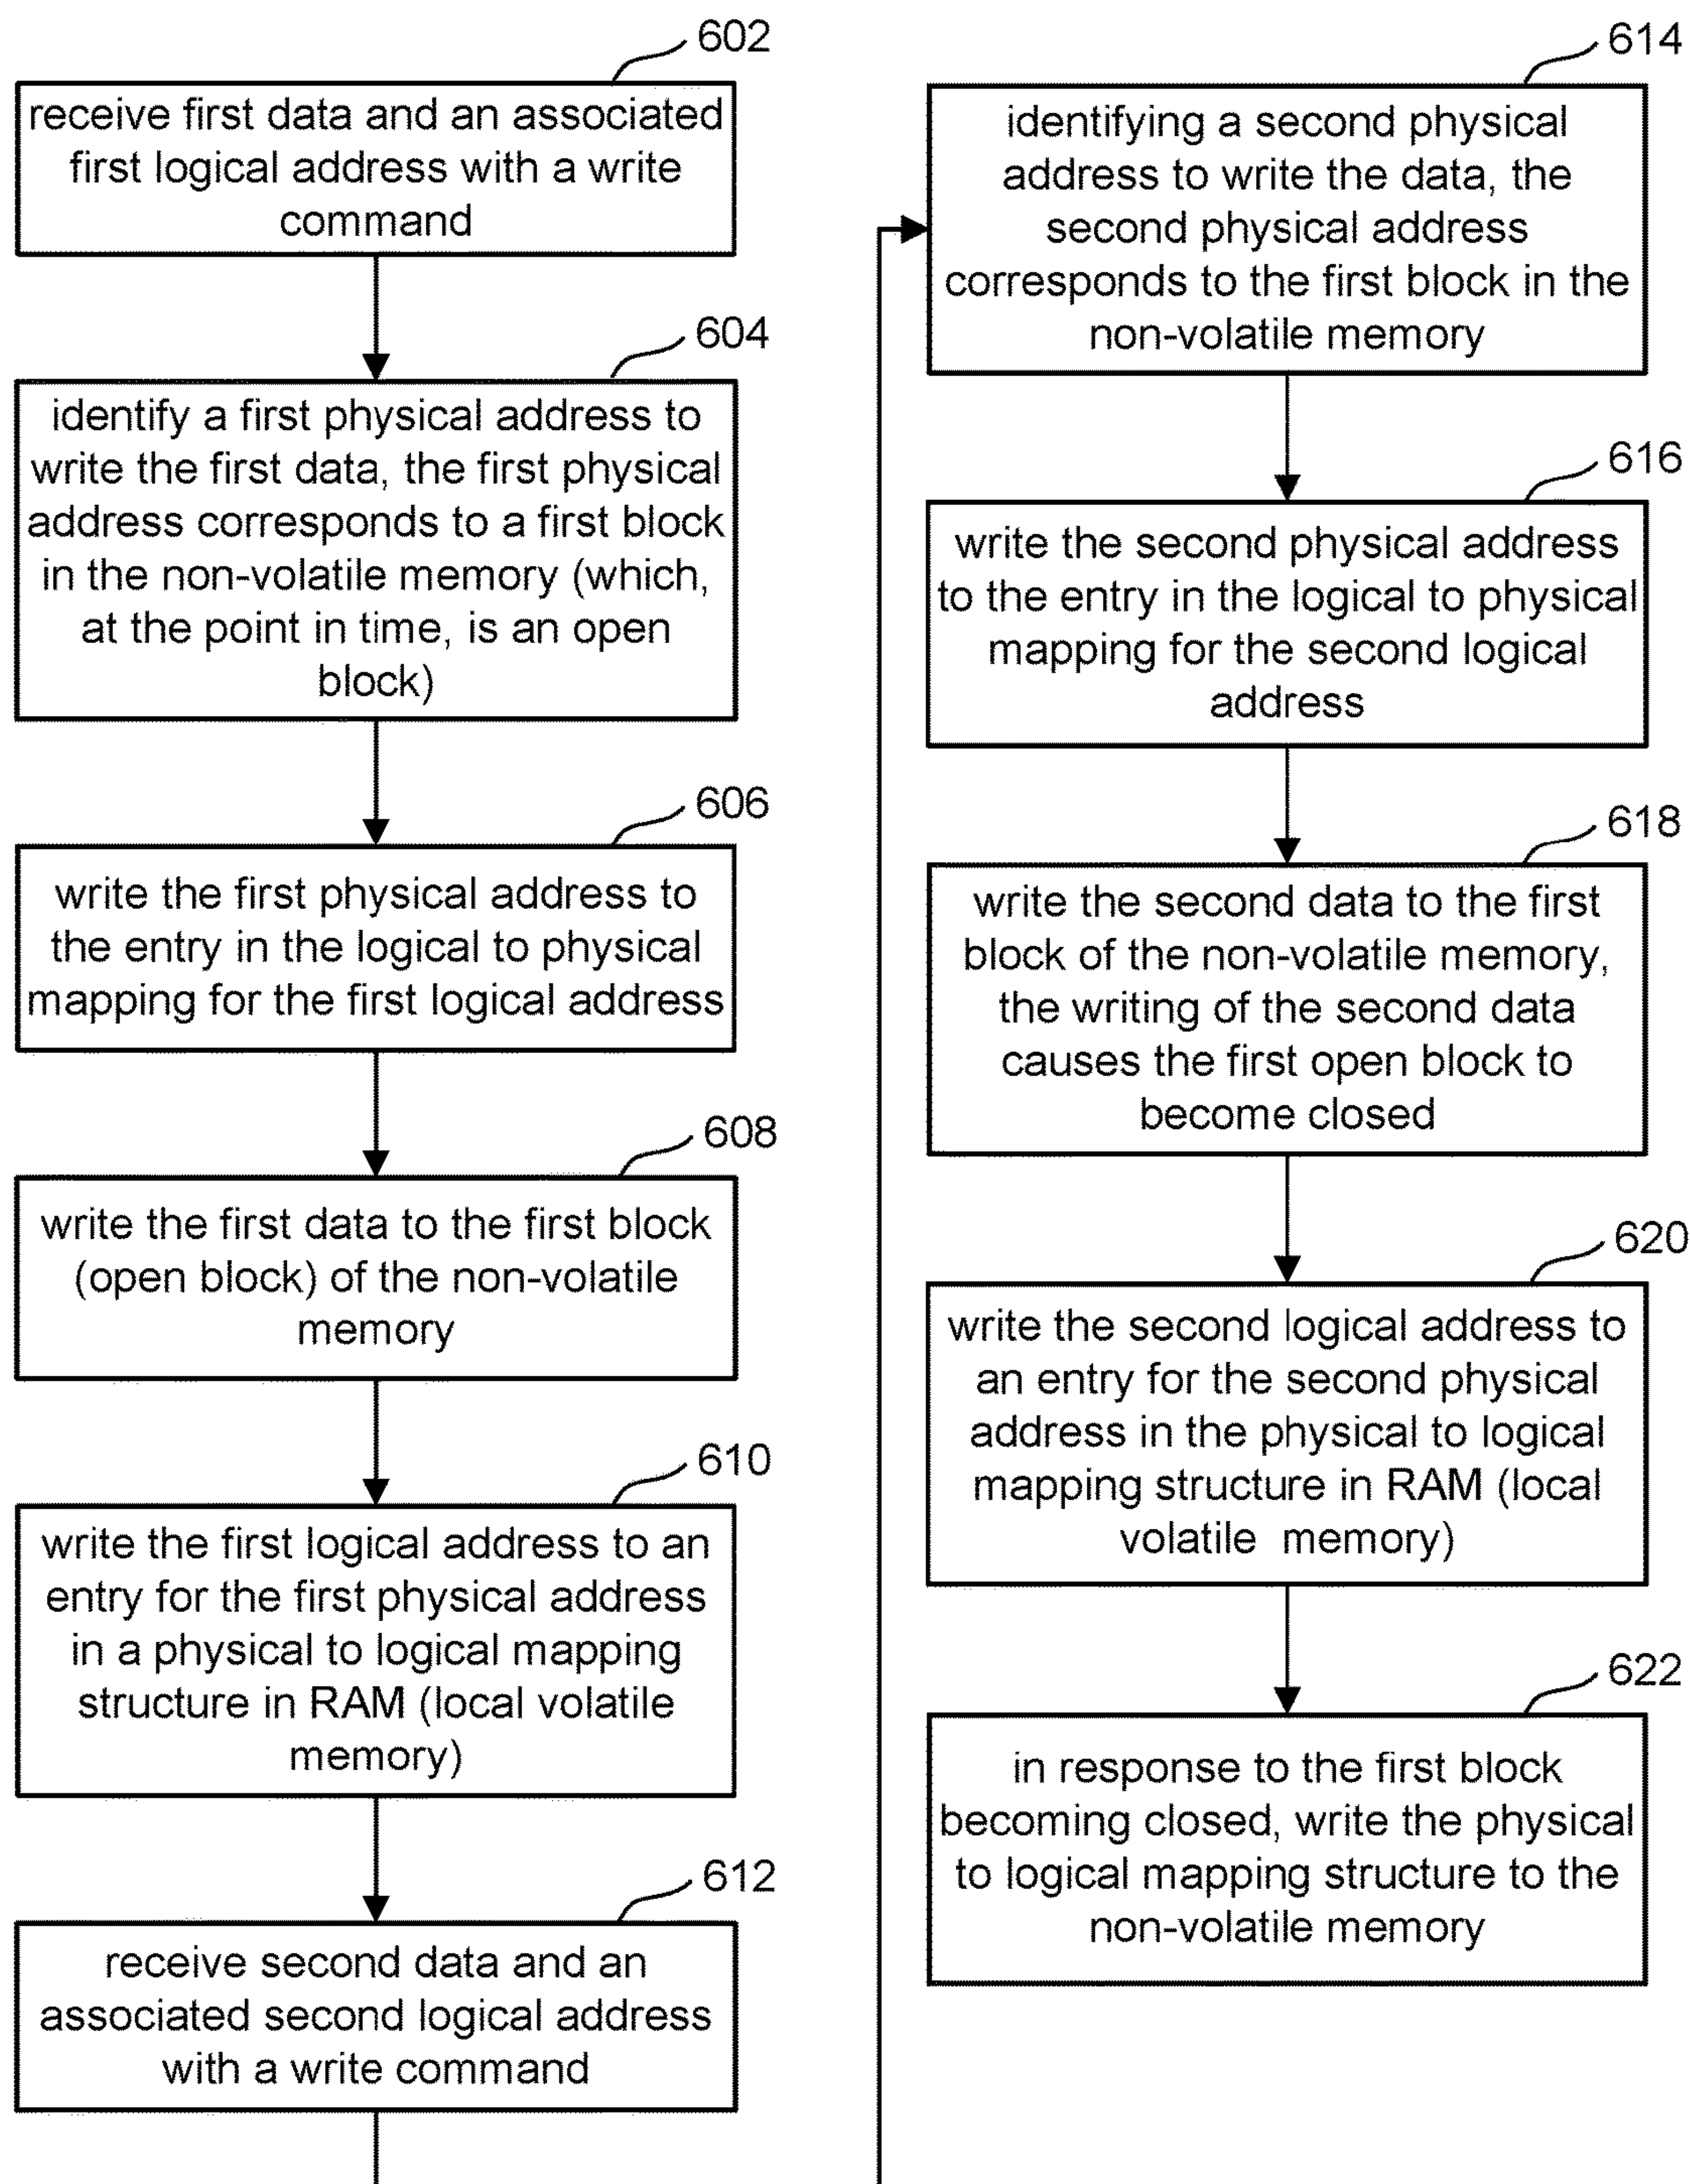 602
receive first data and an associated
first logical address with a write
command
604
identify a first physical address to
write the first data, the first physical
address corresponds to a first block
in the non-volatile memory (which,
at the point in time, is an open
block)
606
write the first physical address to
the entry in the logical to physical
mapping for the first logical address
608
write the first data to the first block
(open block) of the non-volatile
memory
610
write the first logical address to an
entry for the first physical address
in a physical to logical mapping
structure in RAM (local volatile
memory)
612
receive second data and an
associated second logical address
with a write command
614
identifying a second physical
address to write the data, the
second physical address
corresponds to the first block in the
non-volatile memory
616
write the second physical address
to the entry in the logical to physical
mapping for the second logical
address
618
write the second data to the first
block of the non-volatile memory,
the writing of the second data
causes the first open block to
become closed
620
write the second logical address to
an entry for the second physical
address in the physical to logical
mapping structure in RAM (local
volatile memory)
622
in response to the first block
becoming closed, write the physical
to logical mapping structure to the
non-volatile memory